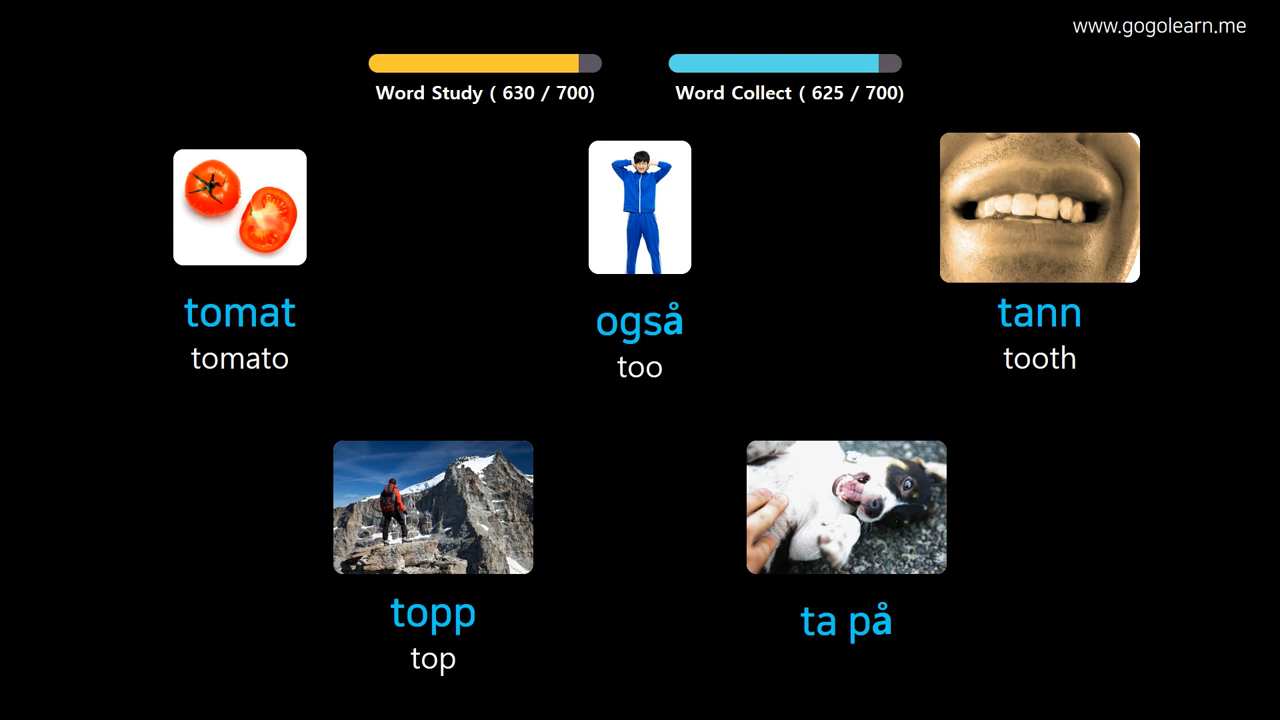 www.gogolearn.me
Word Study ( 630 / 700)
Word Collect ( 625 / 700)
tomat
tomato
også
too
tann
tooth
topp
top
ta på